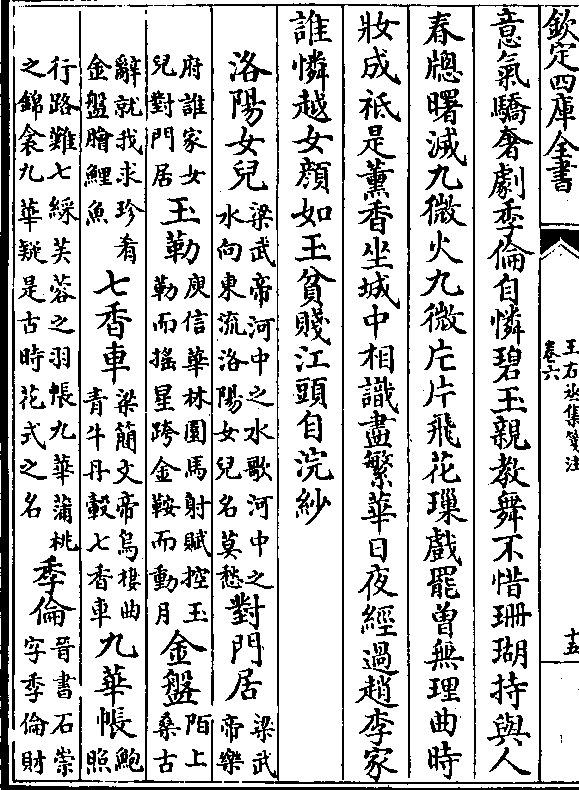 欽定四庫全書
王右丞集箋注
卷六
十五
意氣驕奢劇季倫自憐碧玉親教舞不惜珊瑚持與人
春牕曙滅九微火九微片片飛花璅戲罷曽無理曲時
妝成祗是薰香坐城中相識盡繁華日夜經過趙李家
誰憐越女顔如玉貧賤江頭自浣紗
洛陽女兒
梁武帝河中之水歌河中之
水向東流洛陽女兒名莫愁
對門居
梁武
帝樂
府誰家女
兒對門居
玉勒
庾信華林園馬射賦控玉
勒而搖星跨金鞍而動月
金盤
陌上
桑古
辭就我求珍肴
金盤膾鯉魚
七香車
梁簡文帝烏棲曲
青牛丹轂七香車
九華帳
鮑
照
行路難七綵芙蓉之羽帳九華蒲桃
之錦衾九華疑是古時花式之名
季倫
晉書石崇
字季倫財